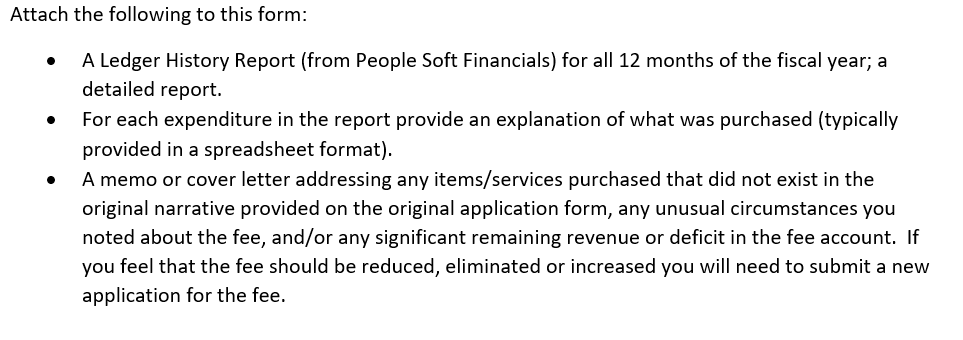 Attach the following to this form:
• A Ledger History Report (from People Soft Financials) for all 12 months of the fiscal year; a
detailed report.
• For each expenditure in the report provide an explanation of what was purchased (typically
provided in a spreadsheet format).
• A memo or cover letter addressing any items/services purchased that did not exist in the
original narrative provided on the original application form, any unusual circumstances you
noted about the fee, and/or any significant remaining revenue or deficit in the fee account.  If
you feel that the fee should be reduced, eliminated or increased you will need to submit a new
application for the fee.